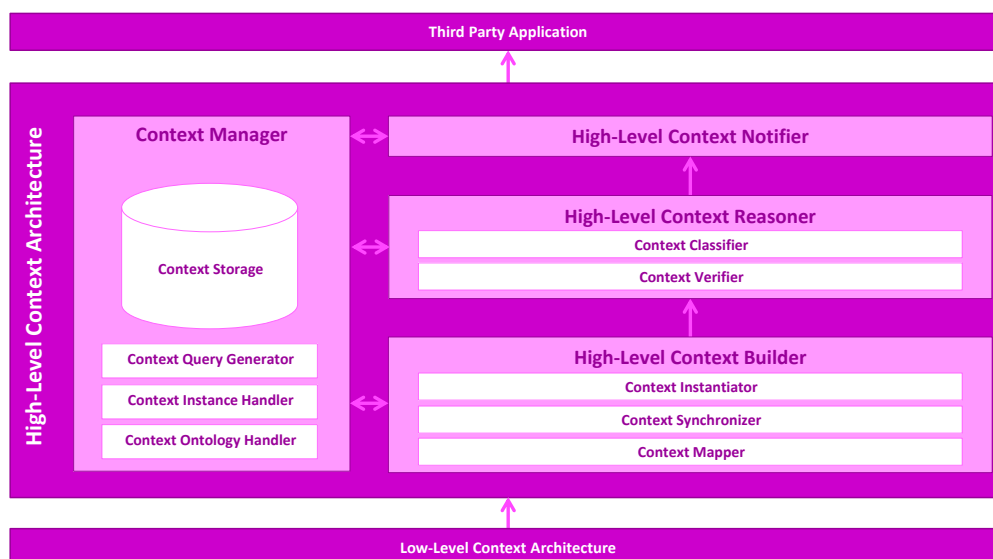 Third Party Application
High-Level Context Architecture
Context Manager
Context Storage
Context Query Generator
Context Instance Handler
Context Ontology Handler
High-Level Context Notifier
High-Level Context Reasoner
Context Classifier
Context Verifier
High-Level Context Builder
Context Instantiator
Context Synchronizer
Context Mapper
Low-Level Context Architecture